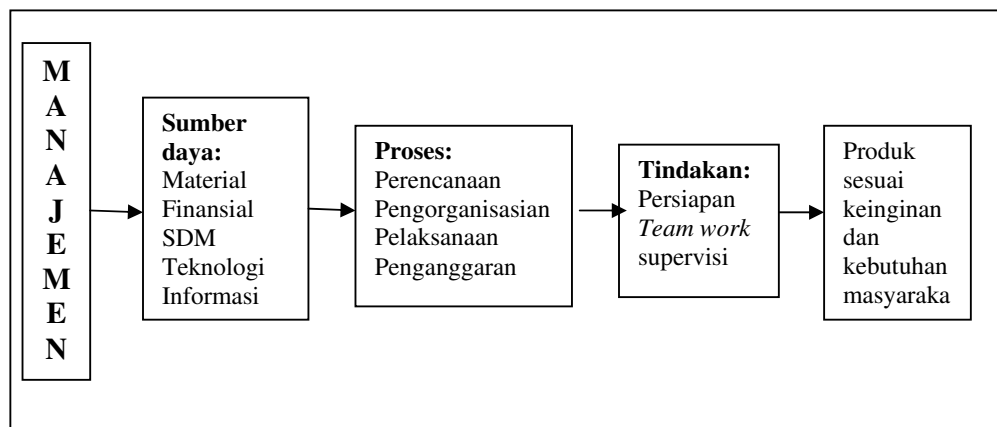 M
A
N
A
J
E
M
E
N
Sumber
daya:
Material
Finansial
SDM
Teknologi
Informasi
Proses:
Perencanaan
Pengorganisasian
Pelaksanaan
Penganggaran
Tindakan:
Persiapan
Team work
supervisi
Produk
sesuai
keinginan
dan
kebutuhan
masyaraka